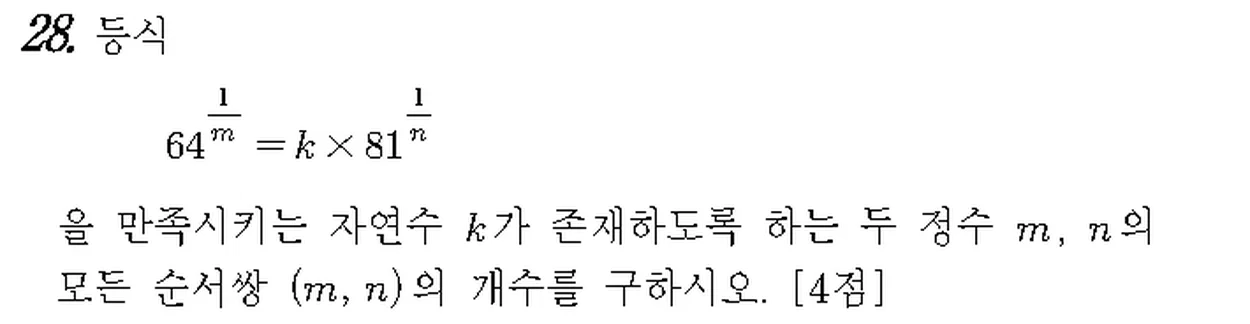 28. 등식
64^{\frac{1}{m}} = k × 81^{\frac{1}{n}}
을 만족시키는 자연수 k가 존재하도록 하는 두 정수 m, n의
모든 순서쌍 (m, n)의 개수를 구하시오. [4점]